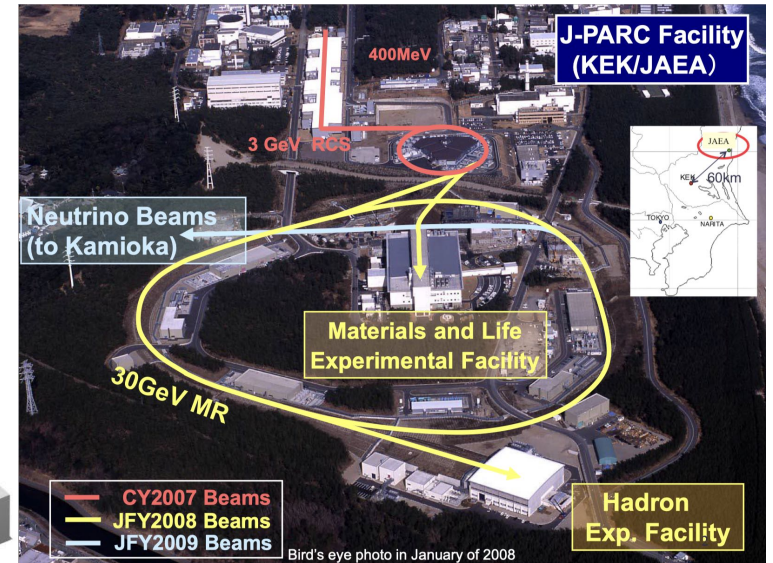 J-PARC Facility
(KEK/JAEA）
400MeV
3 GeV RCS
JAEA
KEK
60km
TOKYO
NARITA
Neutrino Beams
(to Kamioka)
Materials and Life
Experimental Facility
30GeV MR
Hadron
Exp. Facility
CY2007 Beams
JFY2008 Beams
JFY2009 Beams
Bird's eye photo in January of 2008